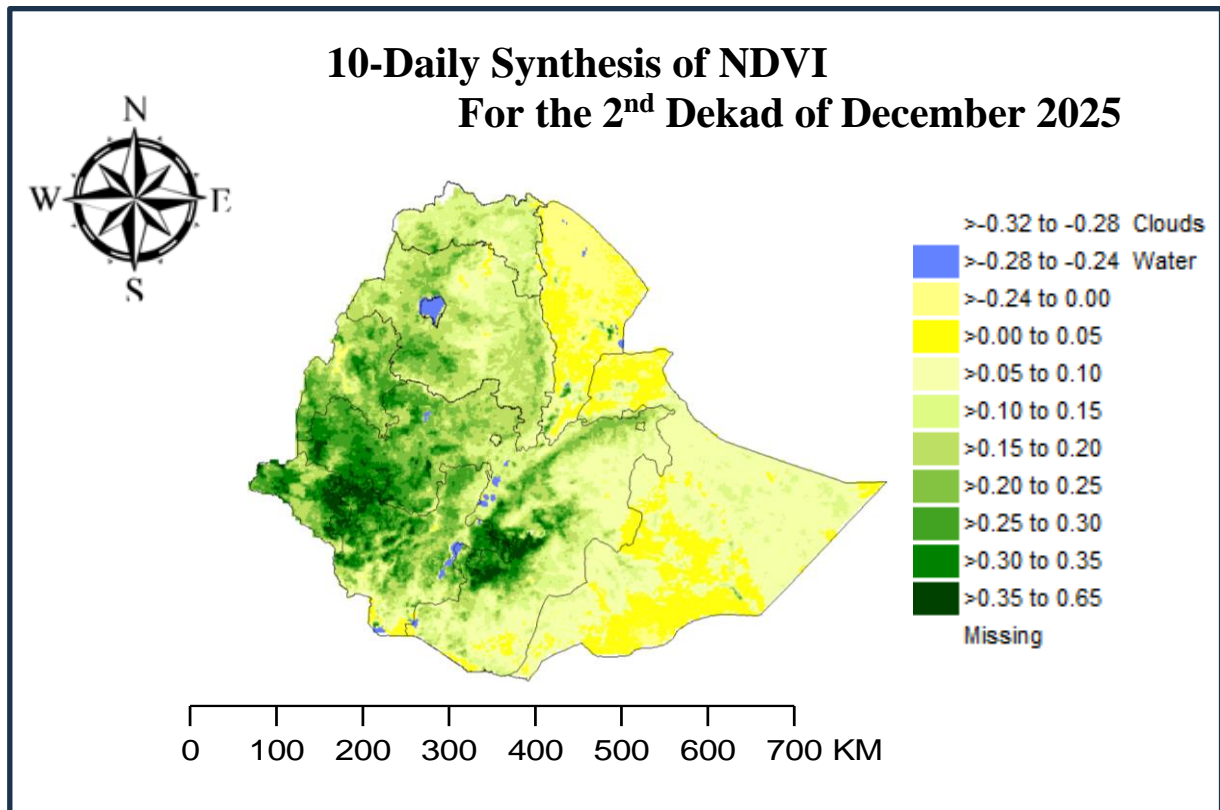 10-Daily Synthesis of NDVI
For the 2nd Dekad of December 2025
N
W E
S
>-0.32 to -0.28 Clouds
>-0.28 to -0.24 Water
>-0.24 to 0.00
>0.00 to 0.05
>0.05 to 0.10
>0.10 to 0.15
>0.15 to 0.20
>0.20 to 0.25
>0.25 to 0.30
>0.30 to 0.35
>0.35 to 0.65
Missing
0 100 200 300 400 500 600 700 KM